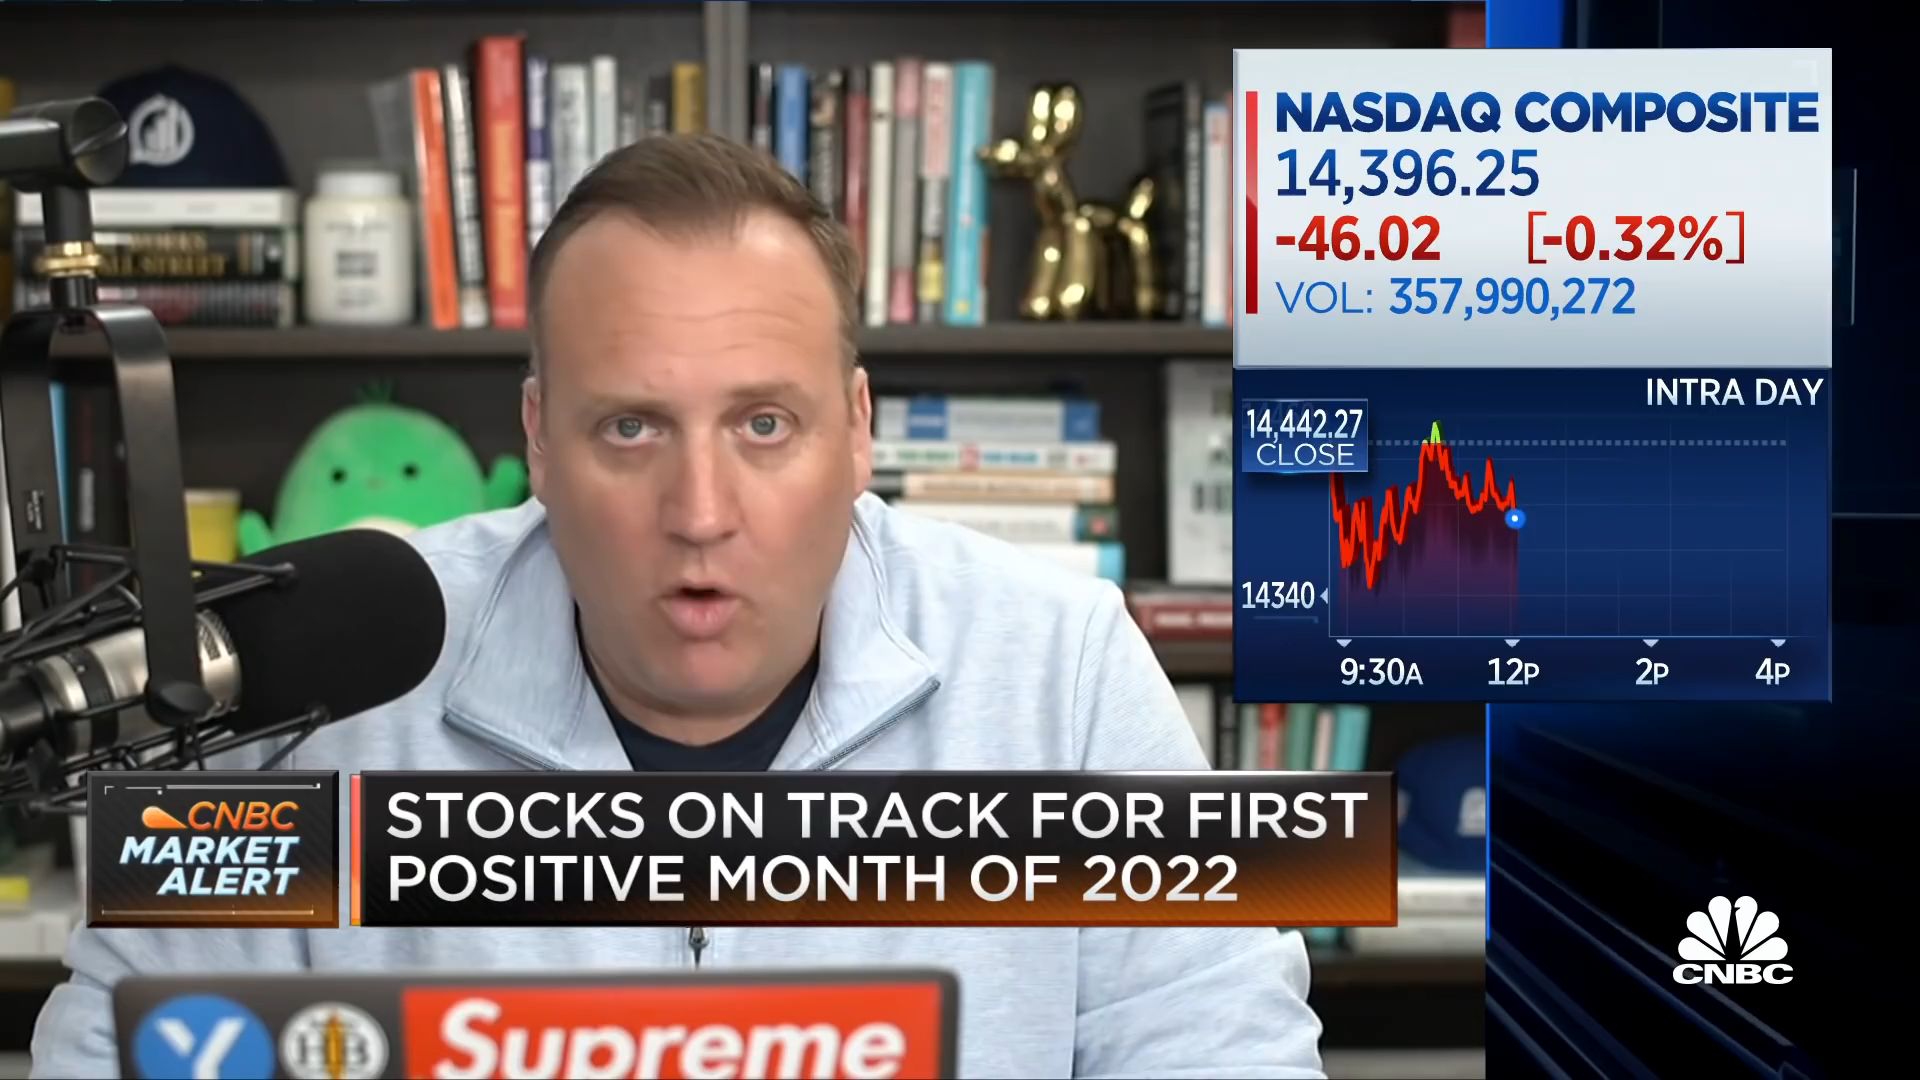 NASDAQ COMPOSITE
14,396.25
-46.02 [-0.32%]
VOL: 357,990,272
INTRA DAY
14,442.27
CLOSE
14340
9:30A 12P 2P 4P
CNBC
MARKET
ALERT
STOCKS ON TRACK FOR FIRST
POSITIVE MONTH OF 2022
CNBC
Supreme